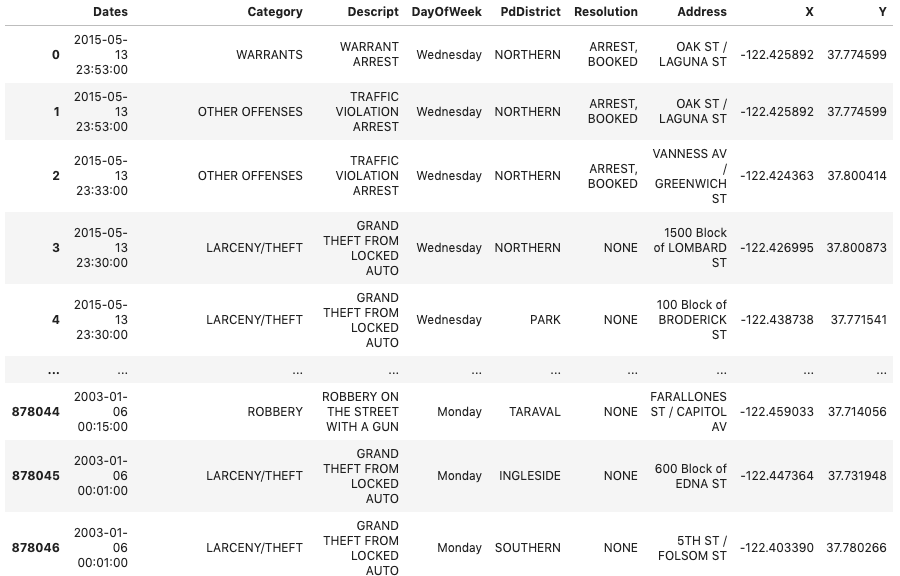 Dates Category Descript DayOfWeek PdDistrict Resolution Address X Y
0 2015-05-13 23:53:00 WARRANTS WARRANT ARREST Wednesday NORTHERN ARREST, BOOKED OAK ST / LAGUNA ST -122.425892 37.774599
1 2015-05-13 23:53:00 OTHER OFFENSES TRAFFIC VIOLATION ARREST Wednesday NORTHERN ARREST, BOOKED OAK ST / LAGUNA ST -122.425892 37.774599
2 2015-05-13 23:33:00 OTHER OFFENSES TRAFFIC VIOLATION ARREST Wednesday NORTHERN ARREST, BOOKED VANNESS AV / GREENWICH ST -122.424363 37.800414
3 2015-05-13 23:30:00 LARCENY/THEFT GRAND THEFT FROM LOCKED AUTO Wednesday NORTHERN NONE 1500 Block of LOMBARD ST -122.426995 37.800873
4 2015-05-13 23:30:00 LARCENY/THEFT GRAND THEFT FROM LOCKED AUTO Wednesday PARK NONE 100 Block of BRODERICK ST -122.438738 37.771541
... ... ... ... ... ... ... ... ... ...
878044 2003-01-06 00:15:00 ROBBERY ROBBERY ON THE STREET WITH A GUN Monday TARAVAL NONE FARALLONES ST / CAPITOL AV -122.459033 37.714056
878045 2003-01-06 00:01:00 LARCENY/THEFT GRAND THEFT FROM LOCKED AUTO Monday INGLESIDE NONE 600 Block of EDNA ST -122.447364 37.731948
878046 2003-01-06 00:01:00 LARCENY/THEFT GRAND THEFT FROM LOCKED AUTO Monday SOUTHERN NONE 5TH ST / FOLSOM ST -122.403390 37.780266